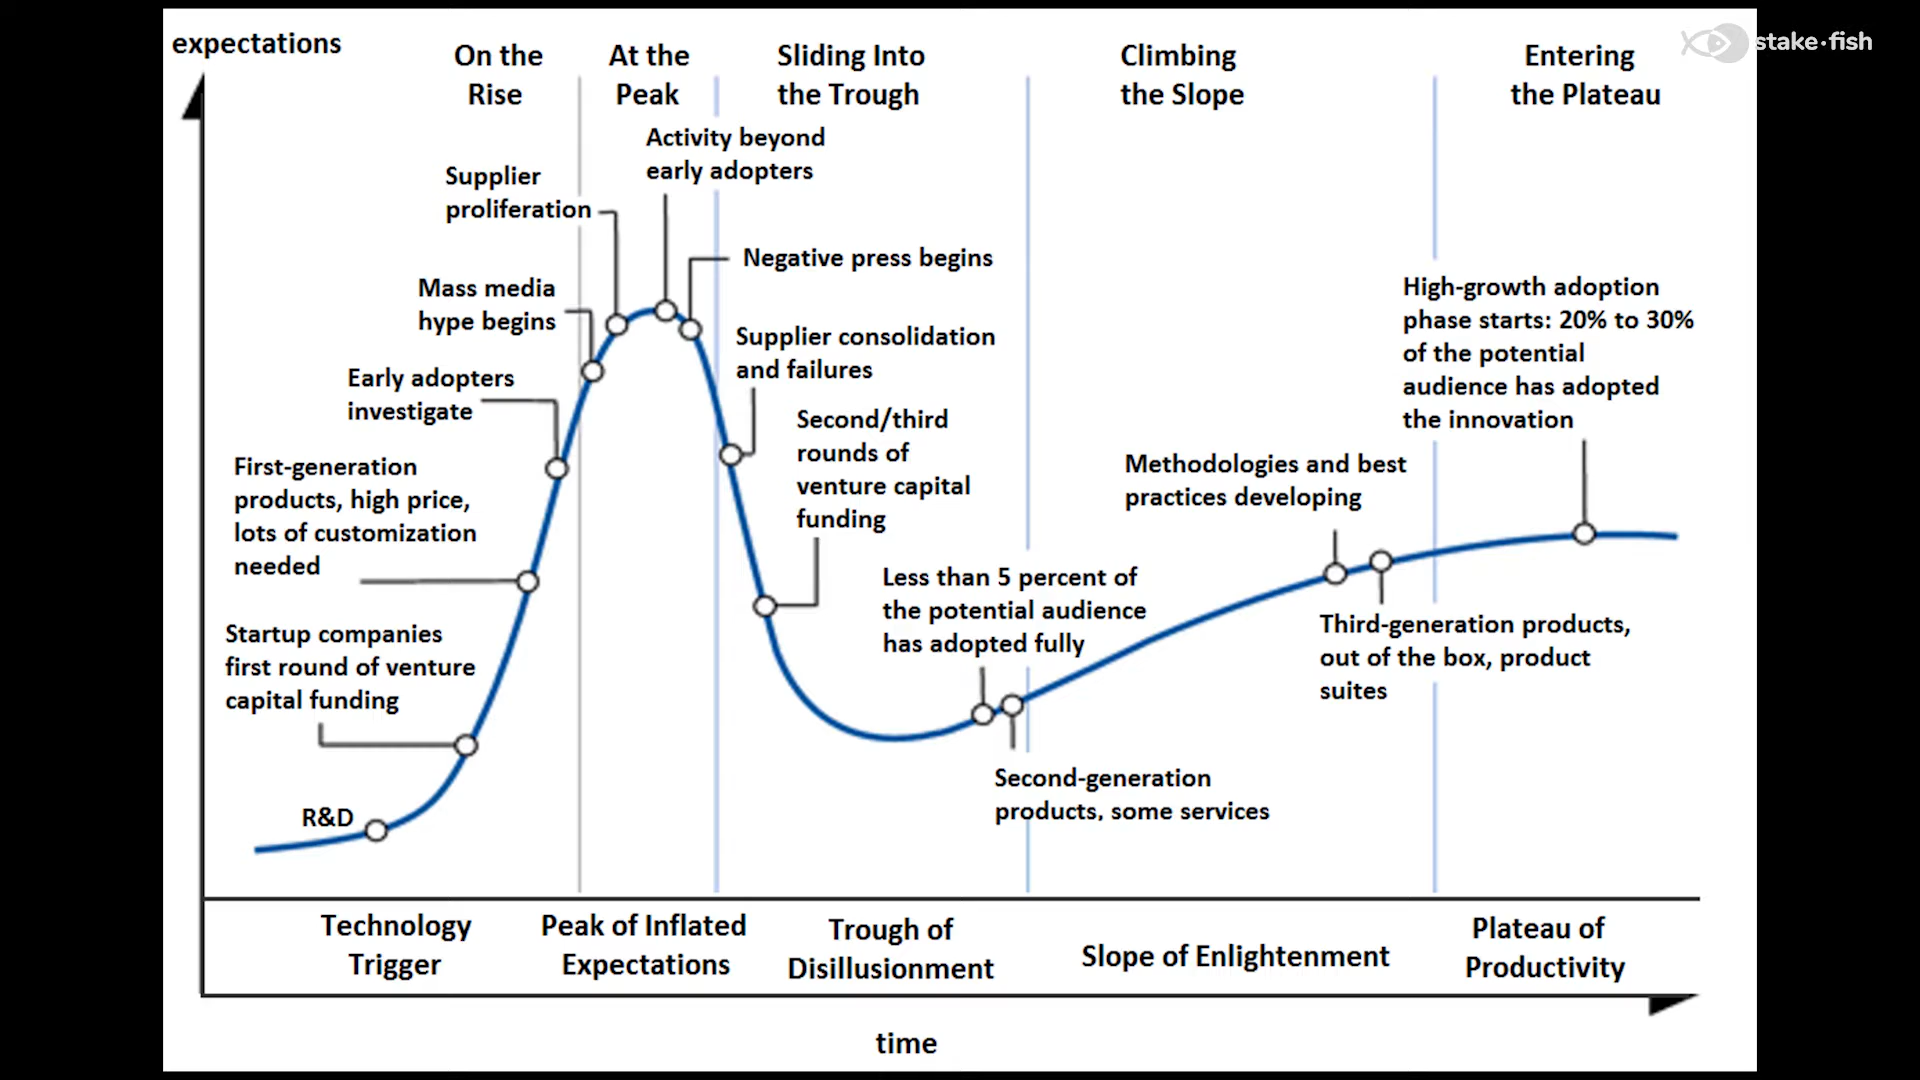 expectations
On the
Rise
At the
Peak
Sliding Into
the Trough
Climbing
the Slope
Entering
the Plateau
stake·fish
Activity beyond
early adopters
Supplier
proliferation
Negative press begins
Mass media
hype begins
Supplier consolidation
and failures
Early adopters
investigate
Second/third
rounds of
venture capital
funding
High-growth adoption
phase starts: 20% to 30%
of the potential
audience has adopted
the innovation
First-generation
products, high price,
lots of customization
needed
Methodologies and best
practices developing
Less than 5 percent of
the potential audience
has adopted fully
Startup companies
first round of venture
capital funding
Third-generation products,
out of the box, product
suites
R&D
Second-generation
products, some services
Technology
Trigger
Peak of Inflated
Expectations
Trough of
Disillusionment
Slope of Enlightenment
Plateau of
Productivity
time